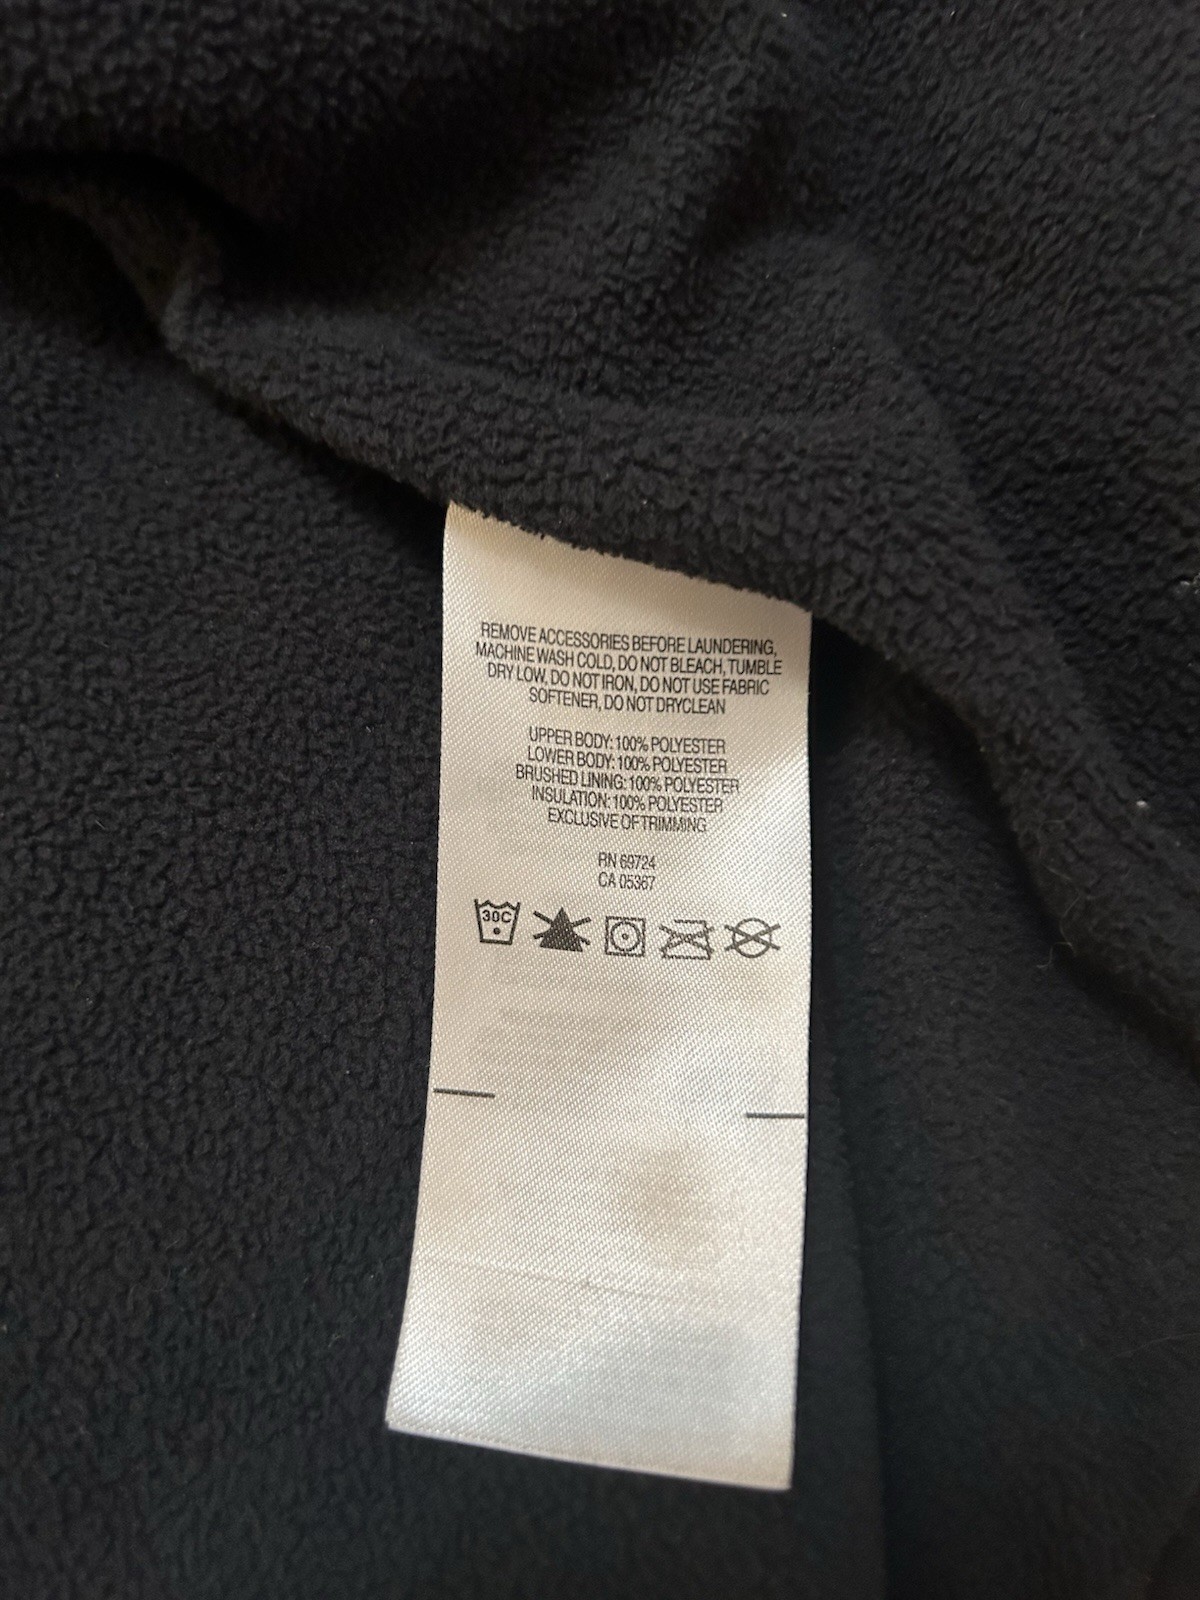 REMOVE ACCESSORIES BEFORE LAUNDERING,
MACHINE WASH COLD, DO NOT BLEACH, TUMBLE
DRY LOW, DO NOT IRON, DO NOT USE FABRIC
SOFTENER, DO NOT DRYCLEAN
UPPER BODY: 100% POLYESTER
LOWER BODY: 100% POLYESTER
BRUSHED LINING: 100% POLYESTER
INSULATION: 100% POLYESTER
EXCLUSIVE OF TRIMMING
RN 69724
CA 05367
30C